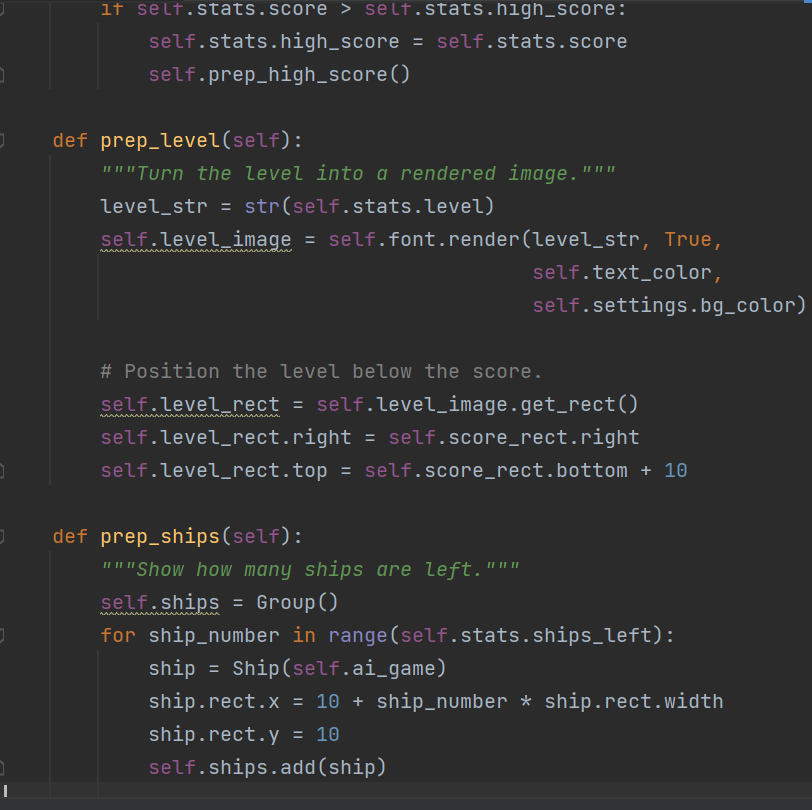 if self.stats.score > self.stats.high_score:
            self.stats.high_score = self.stats.score
            self.prep_high_score()

    def prep_level(self):
        """Turn the level into a rendered image."""
        level_str = str(self.stats.level)
        self.level_image = self.font.render(level_str, True,
                                            self.text_color,
                                            self.settings.bg_color)

        # Position the level below the score.
        self.level_rect = self.level_image.get_rect()
        self.level_rect.right = self.score_rect.right
        self.level_rect.top = self.score_rect.bottom + 10

    def prep_ships(self):
        """Show how many ships are left."""
        self.ships = Group()
        for ship_number in range(self.stats.ships_left):
            ship = Ship(self.ai_game)
            ship.rect.x = 10 + ship_number * ship.rect.width
            ship.rect.y = 10
            self.ships.add(ship)